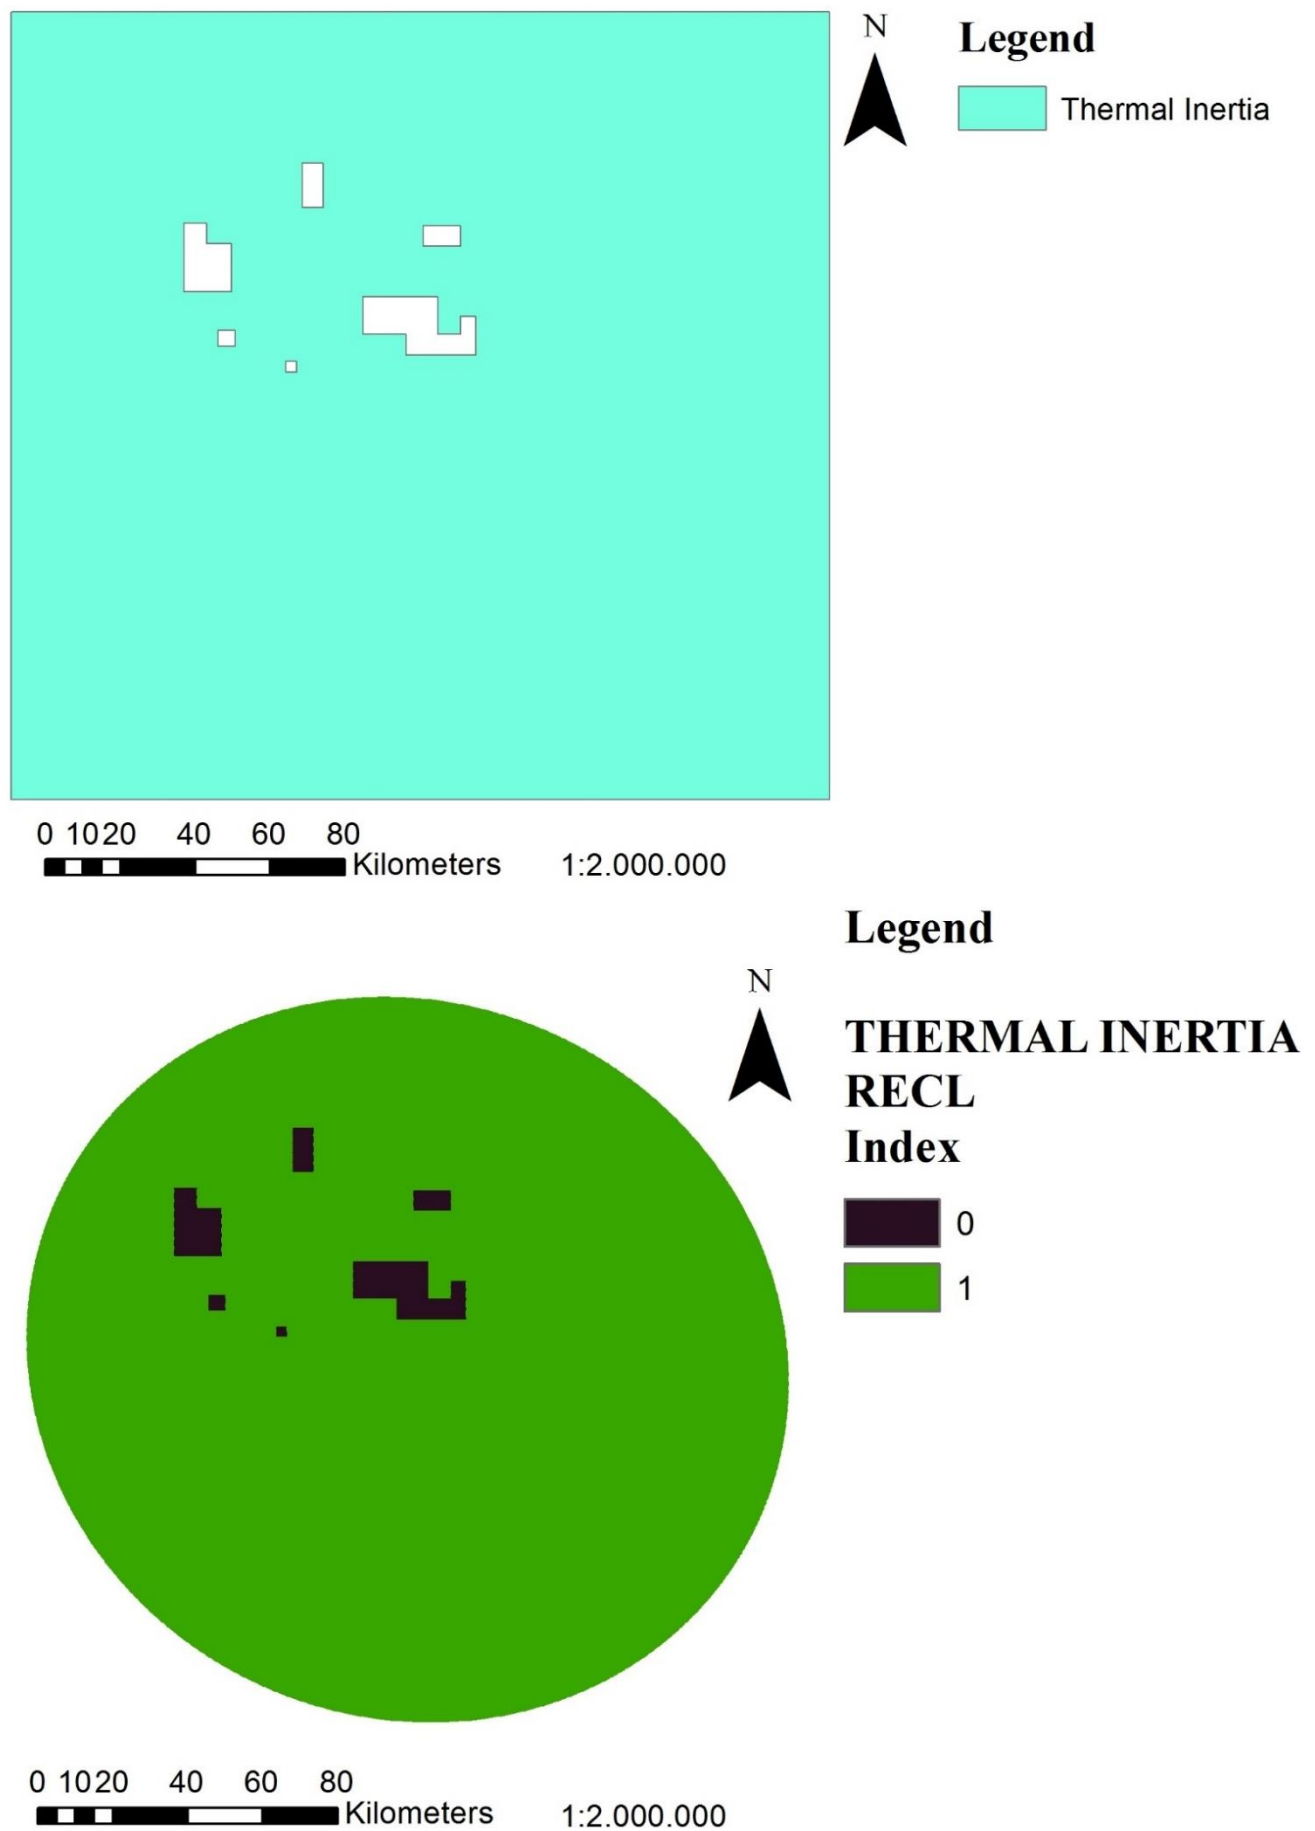 N
Legend
Thermal Inertia
0 10 20 40 60 80
Kilometers 1:2.000.000
Legend
N
THERMAL INERTIA
RECL
Index
0
1
0 10 20 40 60 80
Kilometers 1:2.000.000